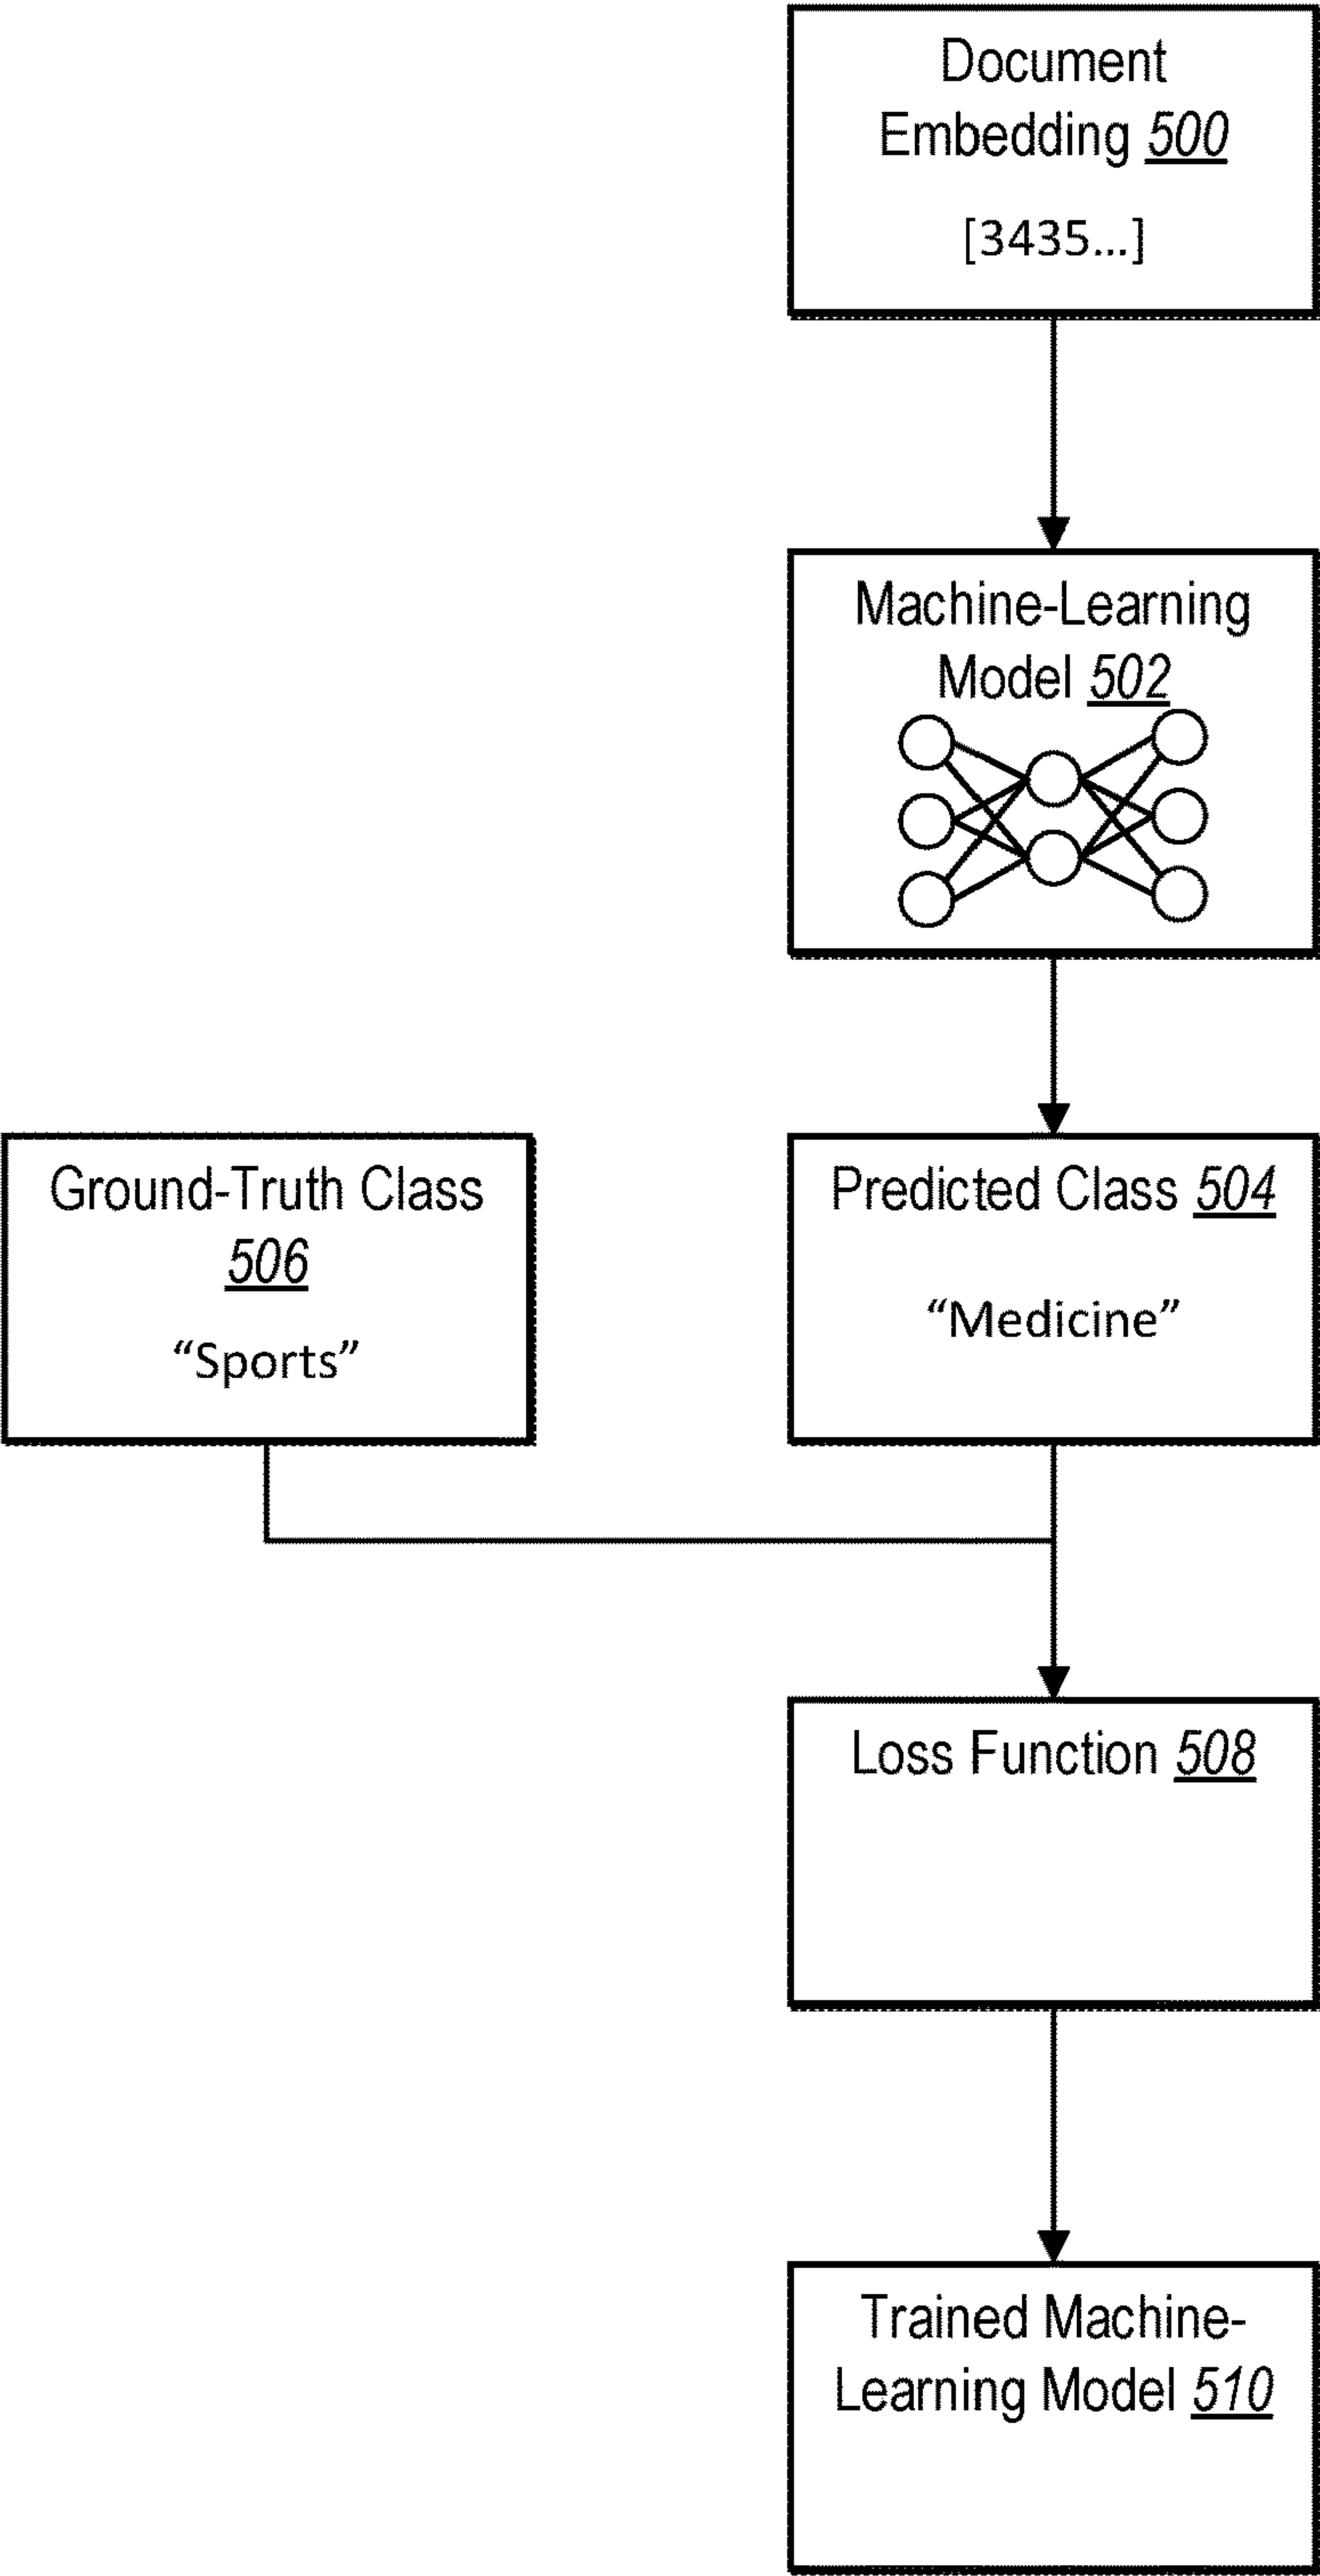 Document
Embedding 500
[3435...]
Machine-Learning
Model 502
Ground-Truth Class
506
“Sports”
Predicted Class 504
“Medicine”
Loss Function 508
Trained Machine-
Learning Model 510